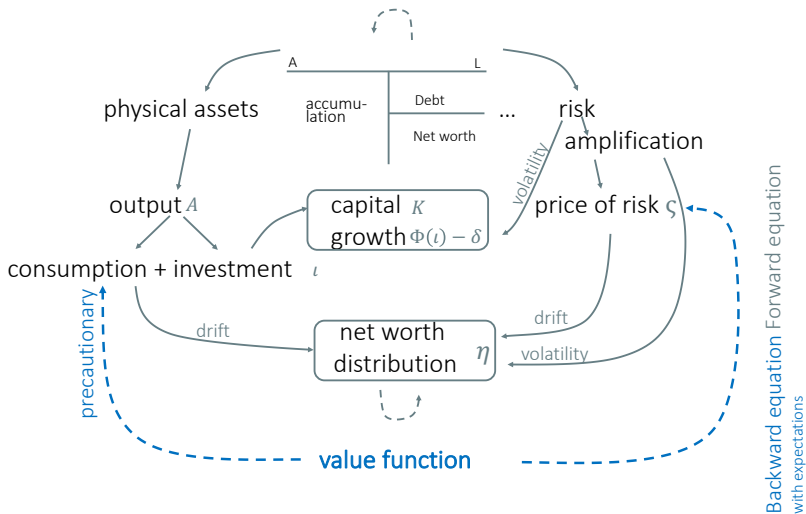 A
L
accumu-
lation
Debt
Net worth
...
physical assets
risk
amplification
volatility
output A
capital K
growth Φ(ι) − δ
price of risk ς
consumption + investment ι
precautionary
drift
net worth
distribution η
drift
volatility
value function
Backward equation Forward equation
with expectations